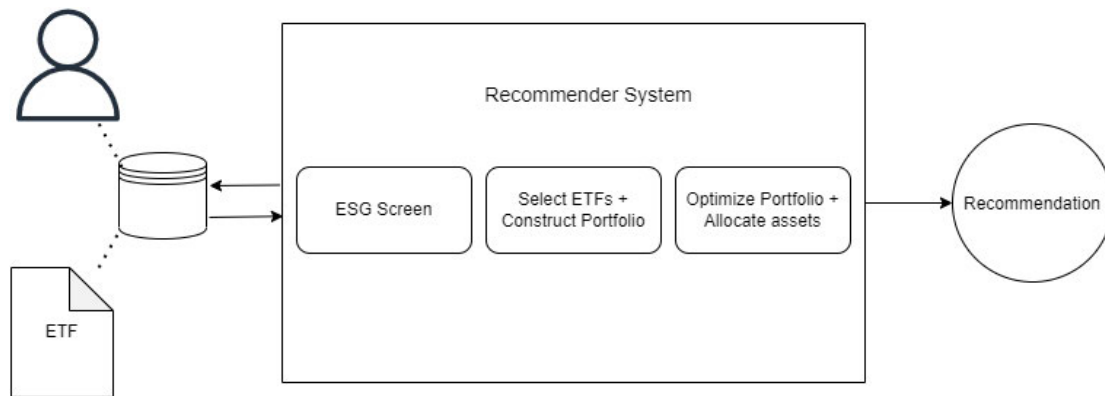 Recommender System
ESG Screen
Select ETFs +
Construct Portfolio
Optimize Portfolio +
Allocate assets
Recommendation
ETF